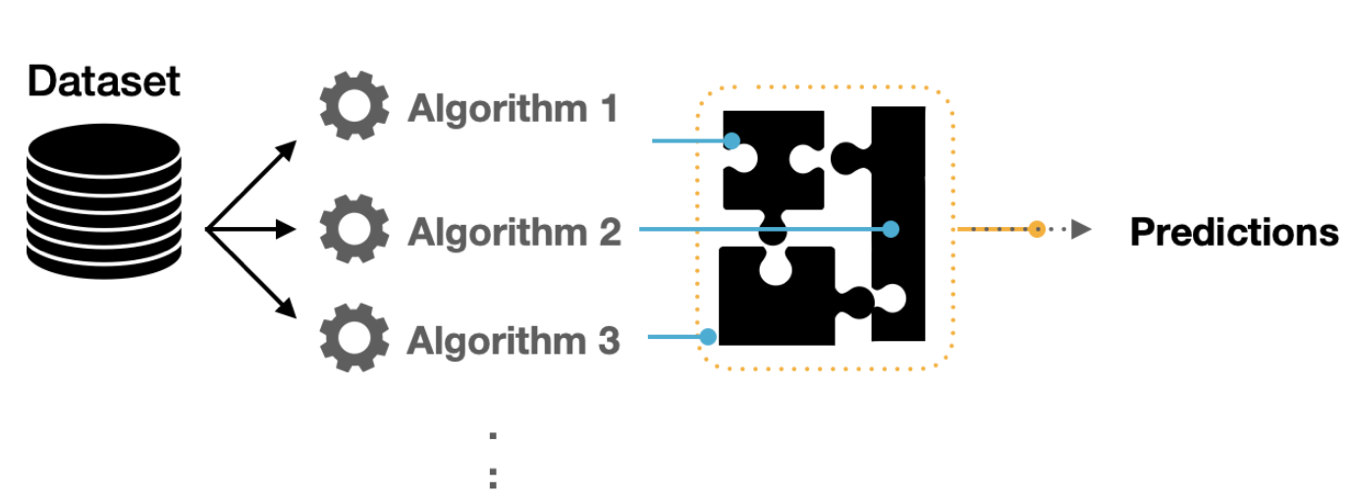 Dataset
Algorithm 1
Algorithm 2
Algorithm 3
Predictions